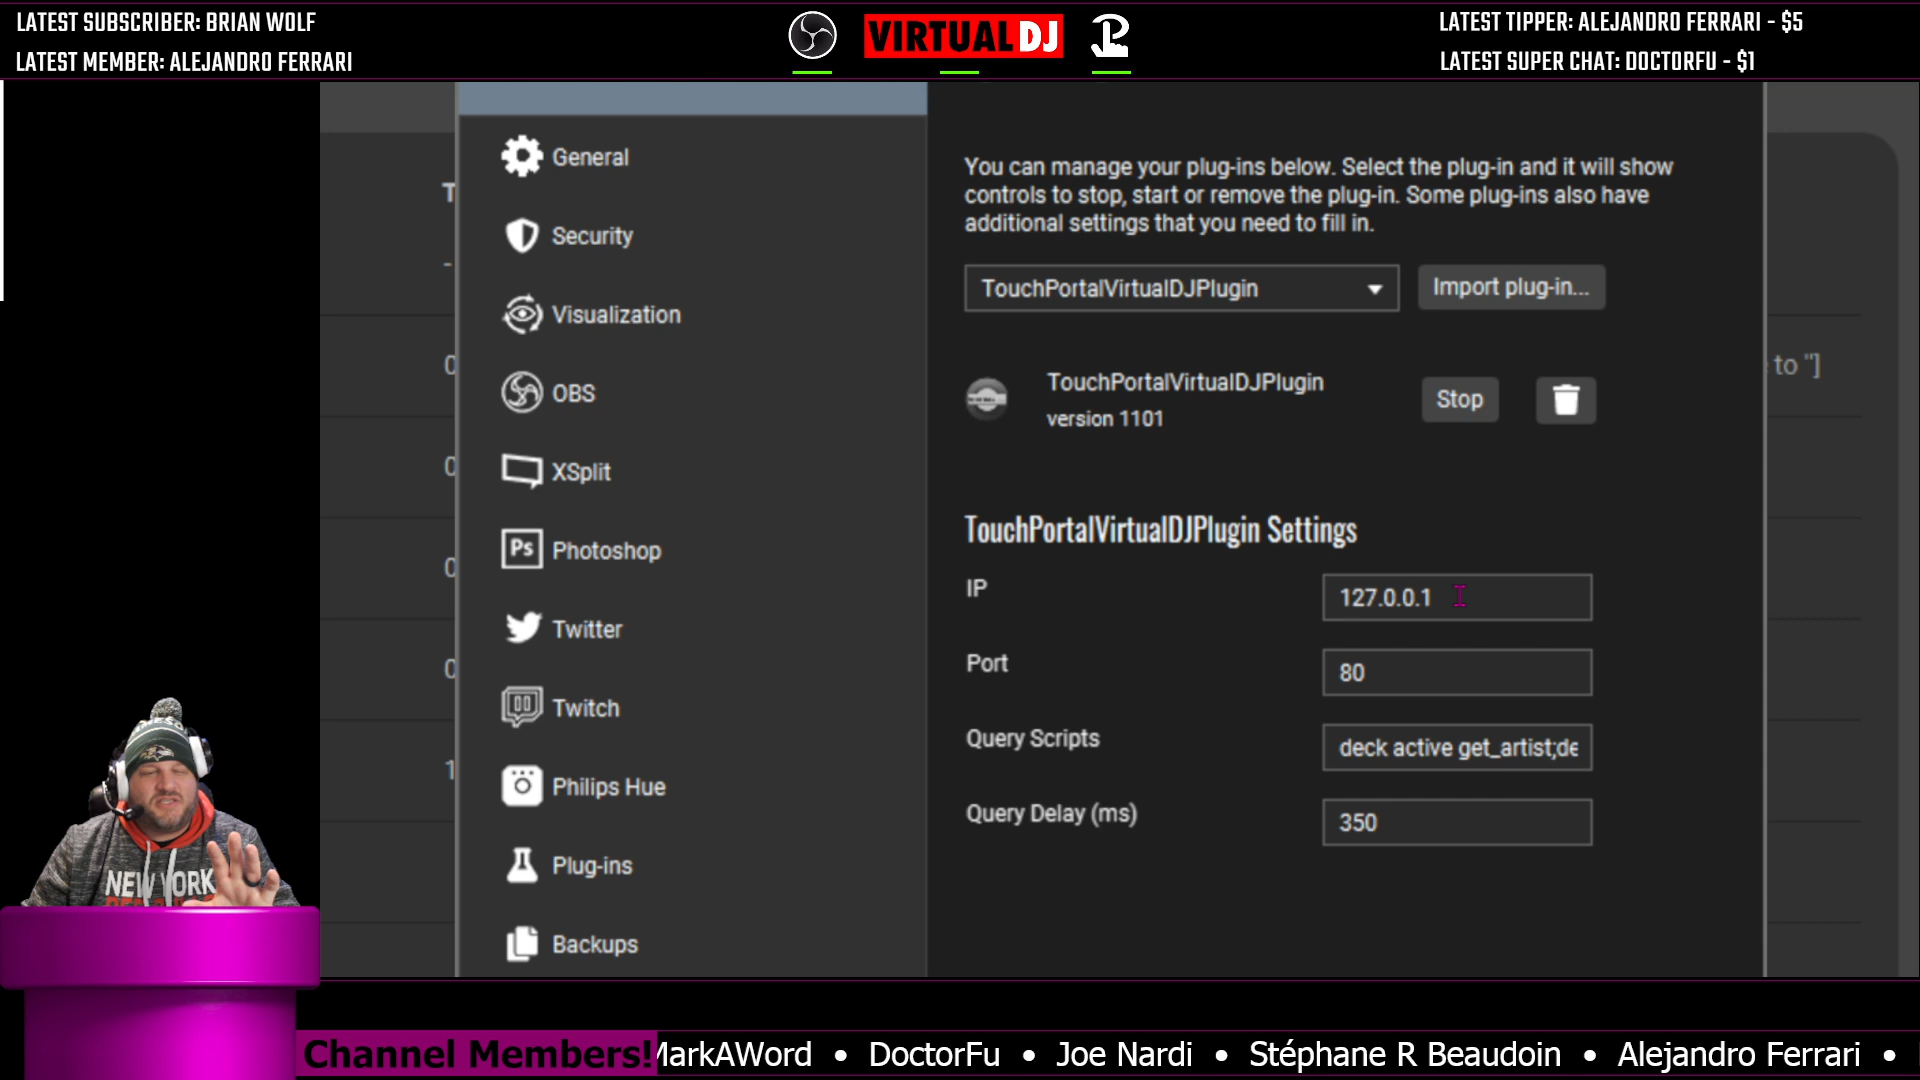 LATEST SUBSCRIBER: BRIAN WOLF
LATEST MEMBER: ALEJANDRO FERRARI
VIRTUAL DJ
LATEST TIPPER: ALEJANDRO FERRARI - $5
LATEST SUPER CHAT: DOCTORFU - $1
General
Security
Visualization
OBS
XSplit
Ps Photoshop
Twitter
Twitch
Philips Hue
Plug-ins
Backups
You can manage your plug-ins below. Select the plug-in and it will show
controls to stop, start or remove the plug-in. Some plug-ins also have
additional settings that you need to fill in.
TouchPortalVirtualDJPlugin
Import plug-in...
TouchPortalVirtualDJPlugin
version 1101
Stop
TouchPortalVirtualDJPlugin Settings
IP
127.0.0.1
Port
80
Query Scripts
deck active get_artist;de
Query Delay (ms)
350
to "]
NEW YORK
Channel Members!
MarkAWord • DoctorFu • Joe Nardi • Stéphane R Beaudoin • Alejandro Ferrari •